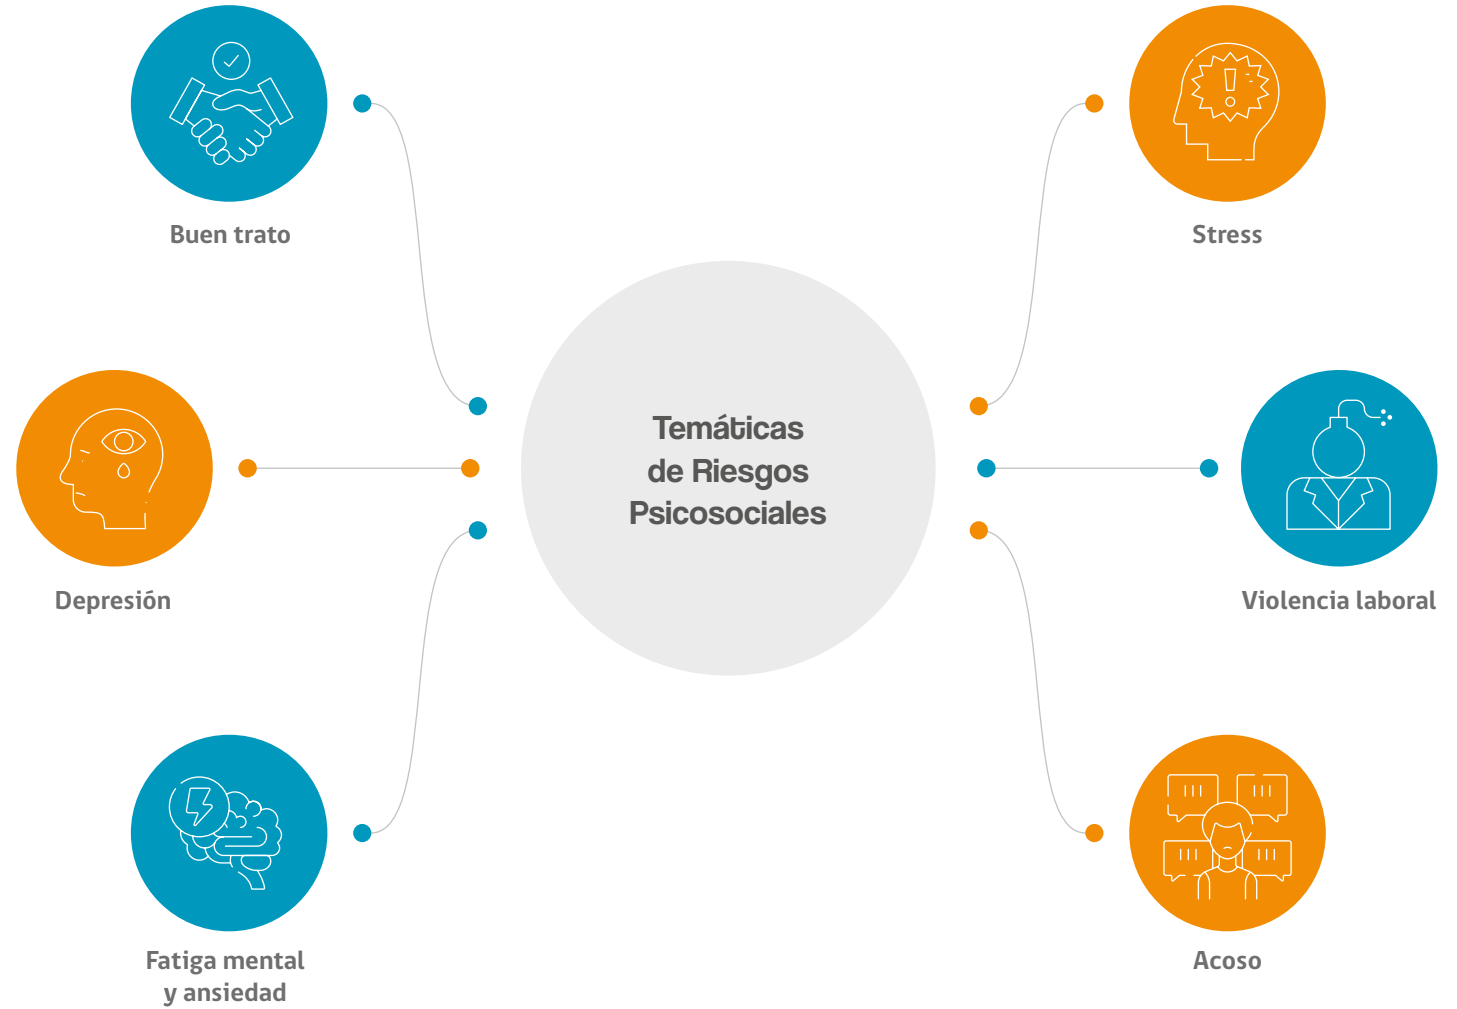 Buen trato
Stress
Temáticas
de Riesgos
Psicosociales
Depresión
Violencia laboral
Fatiga mental
y ansiedad
Acoso